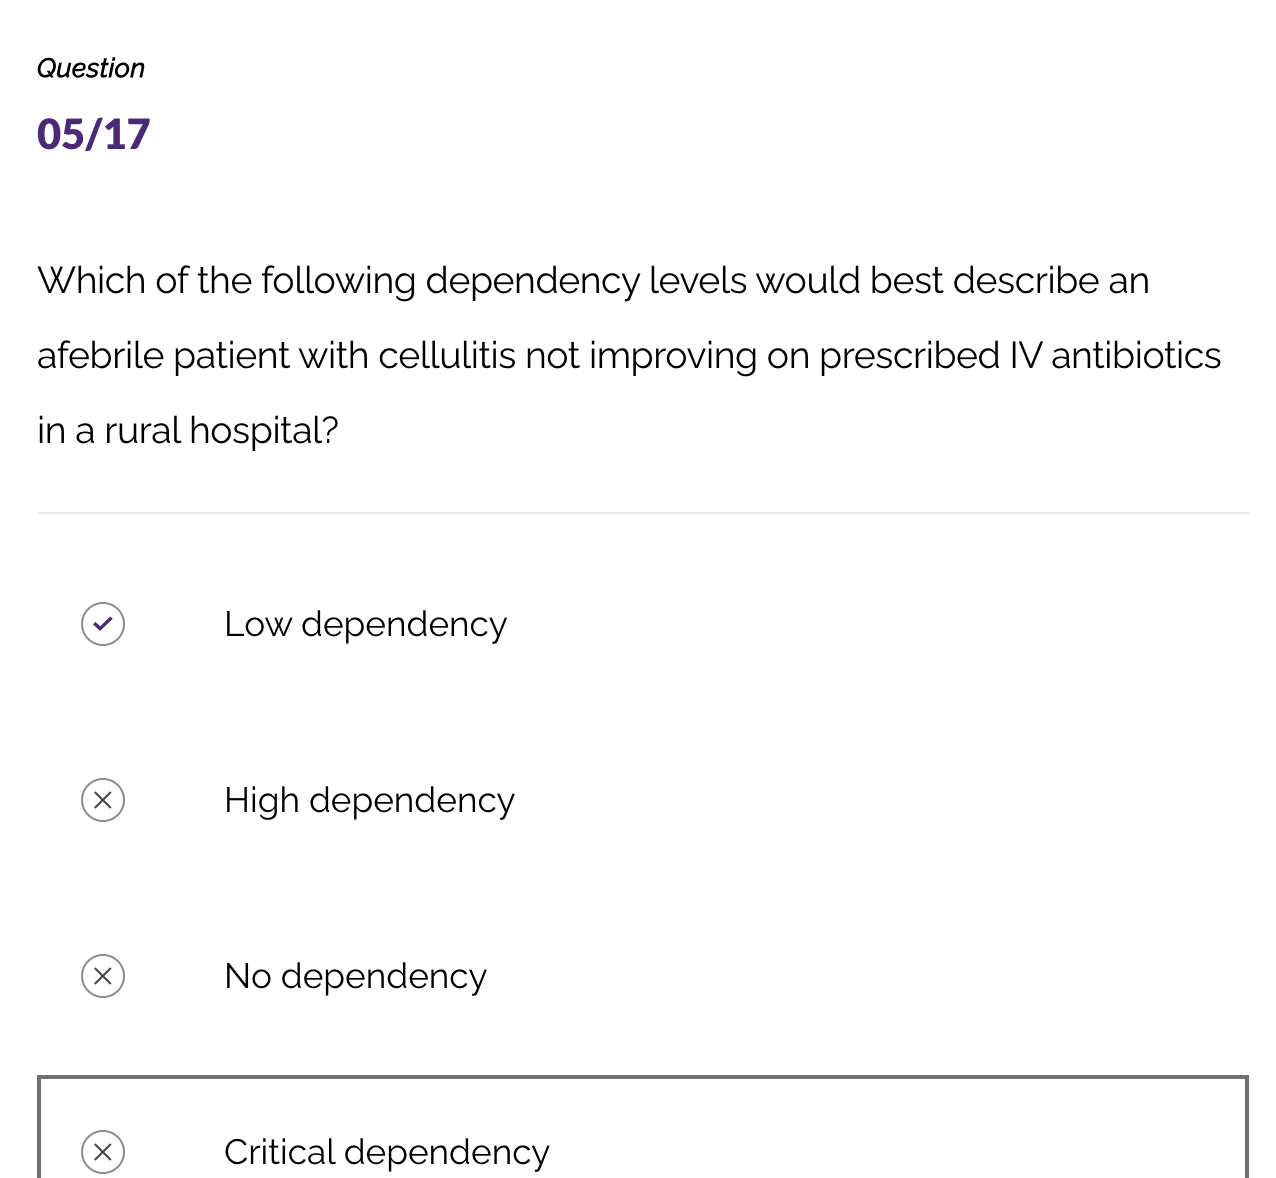 Question
05/17
Which of the following dependency levels would best describe an
afebrile patient with cellulitis not improving on prescribed IV antibiotics
in a rural hospital?
Low dependency
High dependency
No dependency
Critical dependency